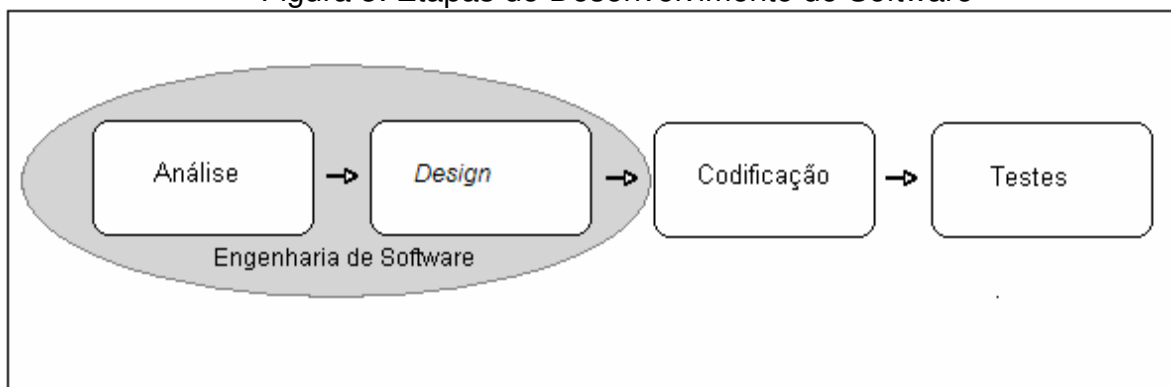 Figura 3: Etapas do Desenvolvimento de Software
Análise
Design
Codificação
Testes
Engenharia de Software